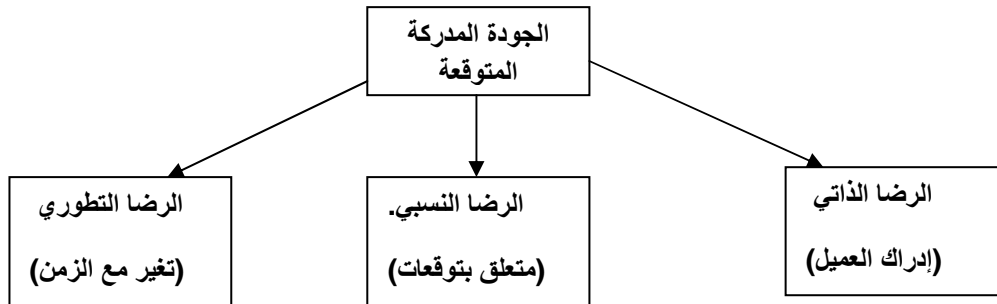 الجودة المدركة
المتوقعة
الرضا الذاتي
(إدراك العميل)
الرضا النسبي.
(متعلق بتوقعات)
الرضا التطوري
(تغير مع الزمن)